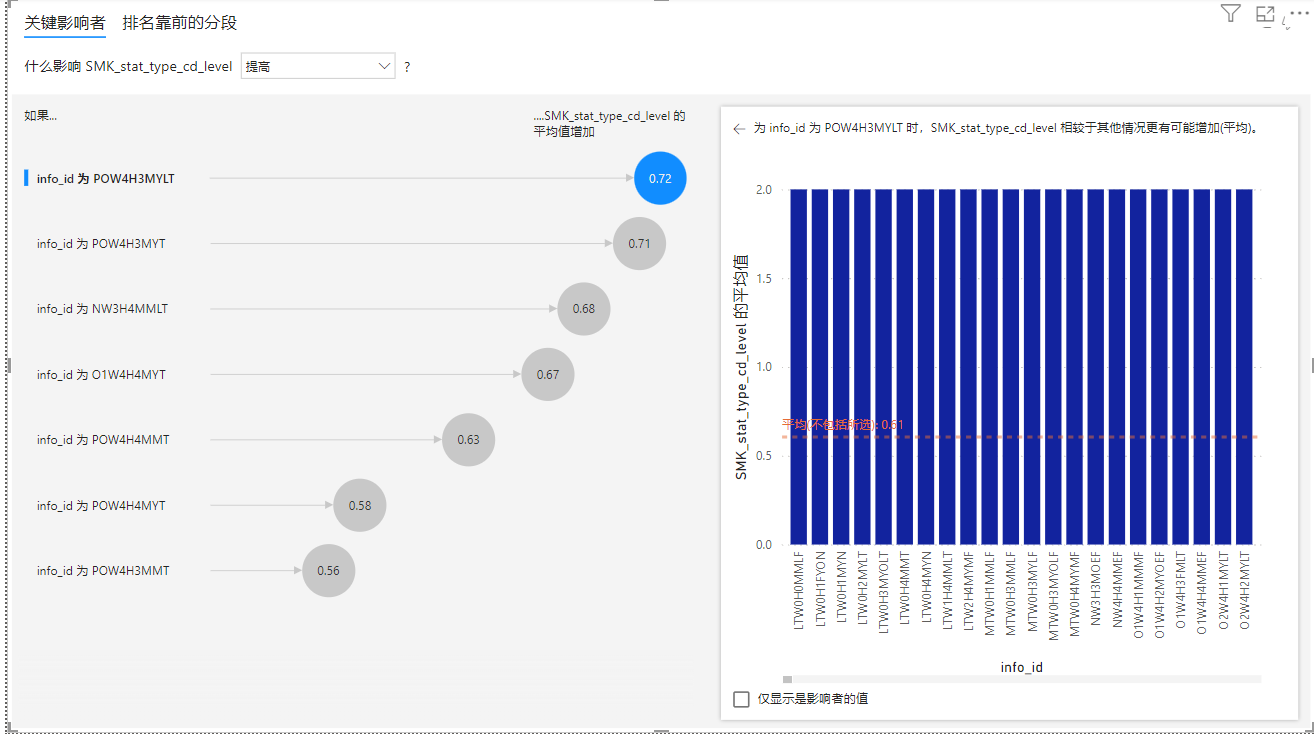 关键影响者 排名靠前的分段
什么影响 SMK_stat_type_cd_level 提高 ?
如果...
....SMK_stat_type_cd_level 的
平均值增加
info_id 为 POW4H3MYLT 0.72
info_id 为 POW4H3MYT 0.71
info_id 为 NW3H4MMLT 0.68
info_id 为 O1W4H4MYT 0.67
info_id 为 POW4H4MMT 0.63
info_id 为 POW4H4MYT 0.58
info_id 为 POW4H3MMT 0.56
为 info_id 为 POW4H3MYLT 时，SMK_stat_type_cd_level 相较于其他情况更有可能增加(平均)。
SMK_stat_type_cd_level 的平均值
2.0
1.5
1.0
0.5
0.0
平均(不包括所选): 0.61
LTW0H0MMLF
LTW0H1FYON
LTW0H1MYN
LTW0H2MYLT
LTW0H3MYOLT
LTW0H4MMT
LTW0H4MYN
LTW1H4MMLT
LTW2H4MYMF
MTW0H1MMLF
MTW0H3MMLF
MTW0H3MYLF
MTW0H3MYOLF
MTW0H4MYMF
NW3H3MOEF
NW4H4MMEF
O1W4H1MMMF
O1W4H2MYOEF
O1W4H3FMLT
O1W4H4MMEF
O2W4H1MYLT
O2W4H2MYLT
info_id
仅显示是影响者的值